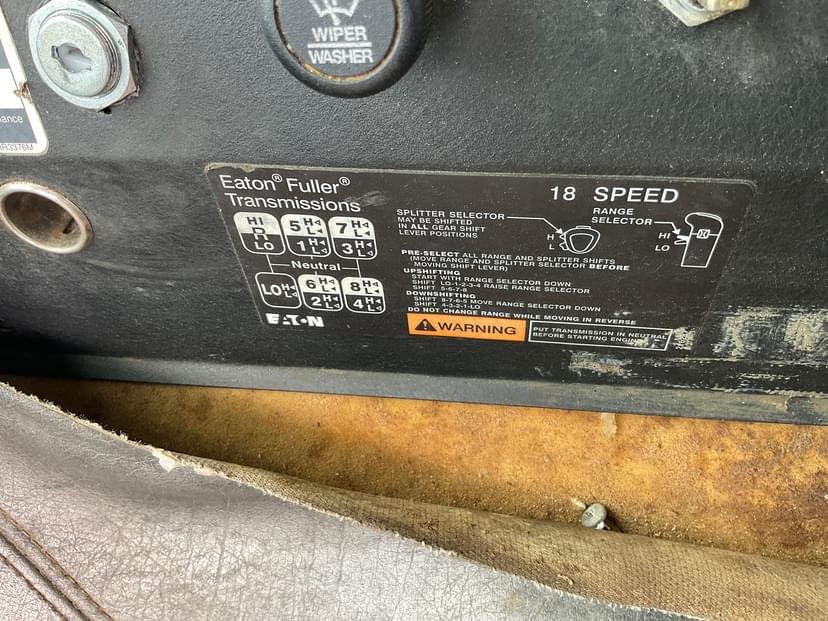 WIPER
WASHER
ance
R3376M
Eaton® Fuller®
Transmissions
18 SPEED
HI
R
LO
5 H L
1 H L
7 H L
3 H L
Neutral
LO H L
6 H L
2 H L
8 H L
4 H L
EATON
SPLITTER SELECTOR
MAY BE SHIFTED
IN ALL GEAR SHIFT
LEVER POSITIONS
H
L
RANGE
SELECTOR
HI
LO
PRE-SELECT ALL RANGE AND SPLITTER SHIFTS
(MOVE RANGE AND SPLITTER SELECTOR BEFORE
MOVING SHIFT LEVER)
UPSHIFTING
START WITH RANGE SELECTOR DOWN
SHIFT LO-1-2-3-4 RAISE RANGE SELECTOR
SHIFT 5-6-7-8
DOWNSHIFTING
SHIFT 8-7-6-5 MOVE RANGE SELECTOR DOWN
SHIFT 4-3-2-1-LO
DO NOT CHANGE RANGE WHILE MOVING IN REVERSE
WARNING
PUT TRANSMISSION IN NEUTRAL
BEFORE STARTING ENGINE